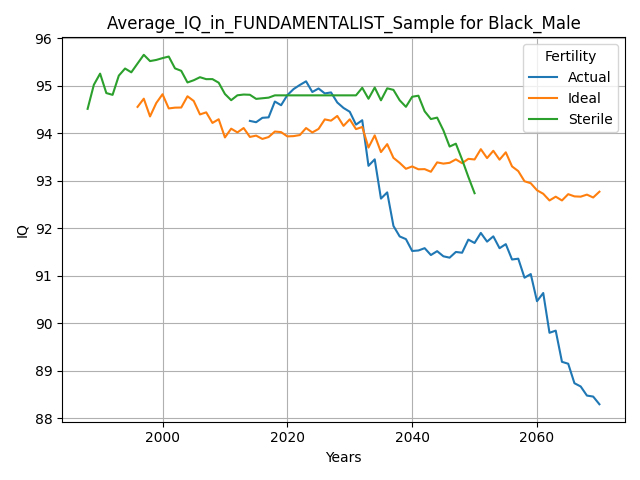 Average_IQ_in_FUNDAMENTALIST_Sample for Black_Male
Fertility
Actual
Ideal
Sterile
IQ
96
95
94
93
92
91
90
89
88
2000 2020 2040 2060
Years